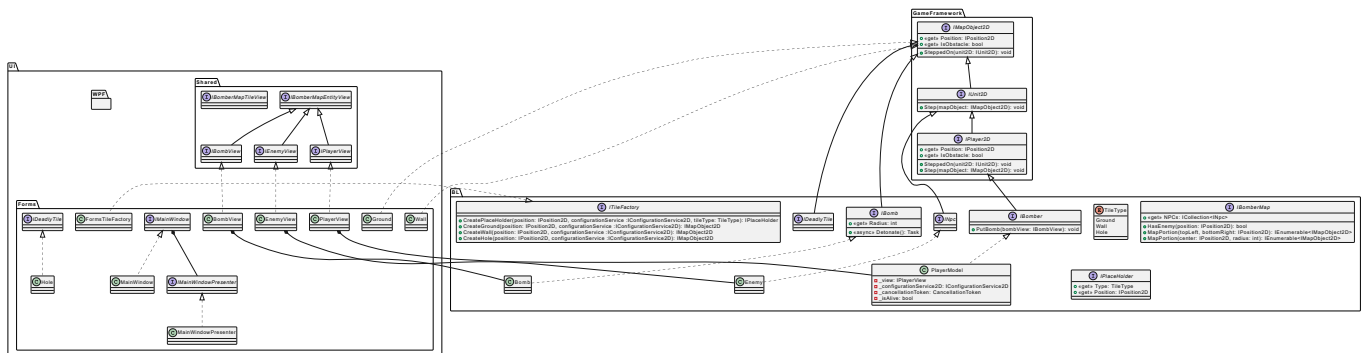 GameFramework
IMapObject2D
«get» Position: IPosition2D
«get» IsObstacle: bool
SteppedOn(unit2D: IUnit2D): void
IUnit2D
Step(mapObject: IMapObject2D): void
IPlayer2D
«get» Position: IPosition2D
«get» IsObstacle: bool
SteppedOn(unit2D: IUnit2D): void
Step(mapObject: IMapObject2D): void
UI
WPF
Shared
IBomberMapTileView
IBomberMapEntityView
IBombView
IEnemyView
IPlayerView
Forms
IDeadlyTile
FormsTileFactory
IMainWindow
BombView
EnemyView
PlayerView
Ground
Wall
Hole
MainWindow
IMainWindowPresenter
MainWindowPresenter
BL
ITileFactory
CreatePlaceHolder(position: IPosition2D, configurationService :IConfigurationService2D, tileType: TileType): IPlaceHolder
CreateGround(position: IPosition2D, configurationService :IConfigurationService2D): IMapObject2D
CreateWall(position: IPosition2D, configurationService :IConfigurationService2D): IMapObject2D
CreateHole(position: IPosition2D, configurationService :IConfigurationService2D): IMapObject2D
IDeadlyTile
IBomb
«get» Radius: int
«async» Detonate(): Task
INpc
IBomber
PutBomb(bombView: IBombView): void
TileType
Ground
Wall
Hole
IBomberMap
«get» NPCs: ICollection<INpc>
HasEnemy(position: IPosition2D): bool
MapPortion(topLeft, bottomRight: IPosition2D): IEnumerable<IMapObject2D>
MapPortion(center: IPosition2D, radius: int): IEnumerable<IMapObject2D>
Bomb
Enemy
PlayerModel
_view: IPlayerView
_configurationService2D: IConfigurationService2D
_cancellationToken: CancellationToken
_isAlive: bool
IPlaceHolder
«get» Type: TileType
«get» Position: IPosition2D